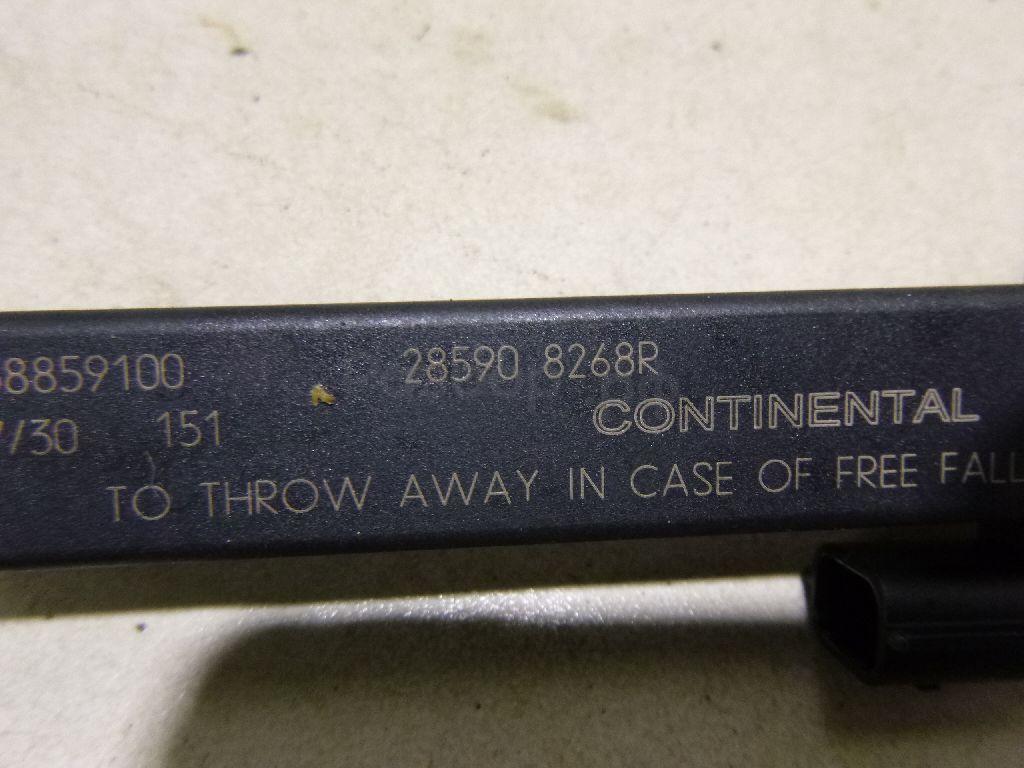 8859100 28590 8268R
/30 151 CONTINENTAL
TO THROW AWAY IN CASE OF FREE FALL